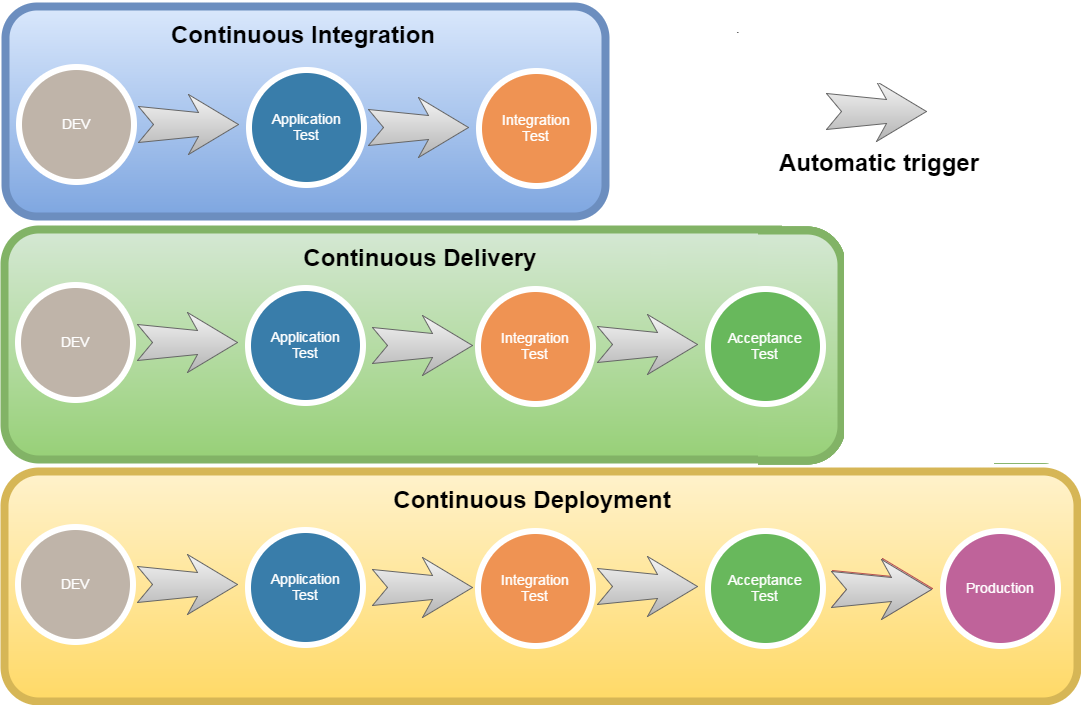 Continuous Integration
DEV
Application
Test
Integration
Test
Automatic trigger
Continuous Delivery
DEV
Application
Test
Integration
Test
Acceptance
Test
Continuous Deployment
DEV
Application
Test
Integration
Test
Acceptance
Test
Production